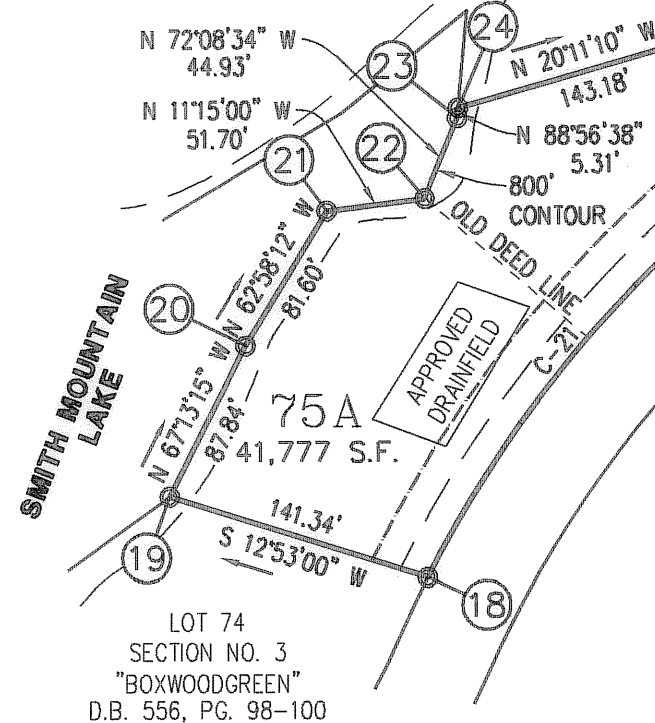 N 72°08'34" W
44.93'
24
23
N 20°11'10" W
143.18'
N 11°15'00" W
51.70'
N 88°56'38"
5.31'
22
21
800'
CONTOUR
OLD DEED LINE
N 62°58'12" W
81.60'
20
SMITH MOUNTAIN
LAKE
C-21
APPROVED
DRAINFIELD
N 67°13'15" W
87.84'
75A
41,777 S.F.
141.34'
S 12°53'00" W
19
18
LOT 74
SECTION NO. 3
"BOXWOODGREEN"
D.B. 556, PG. 98-100